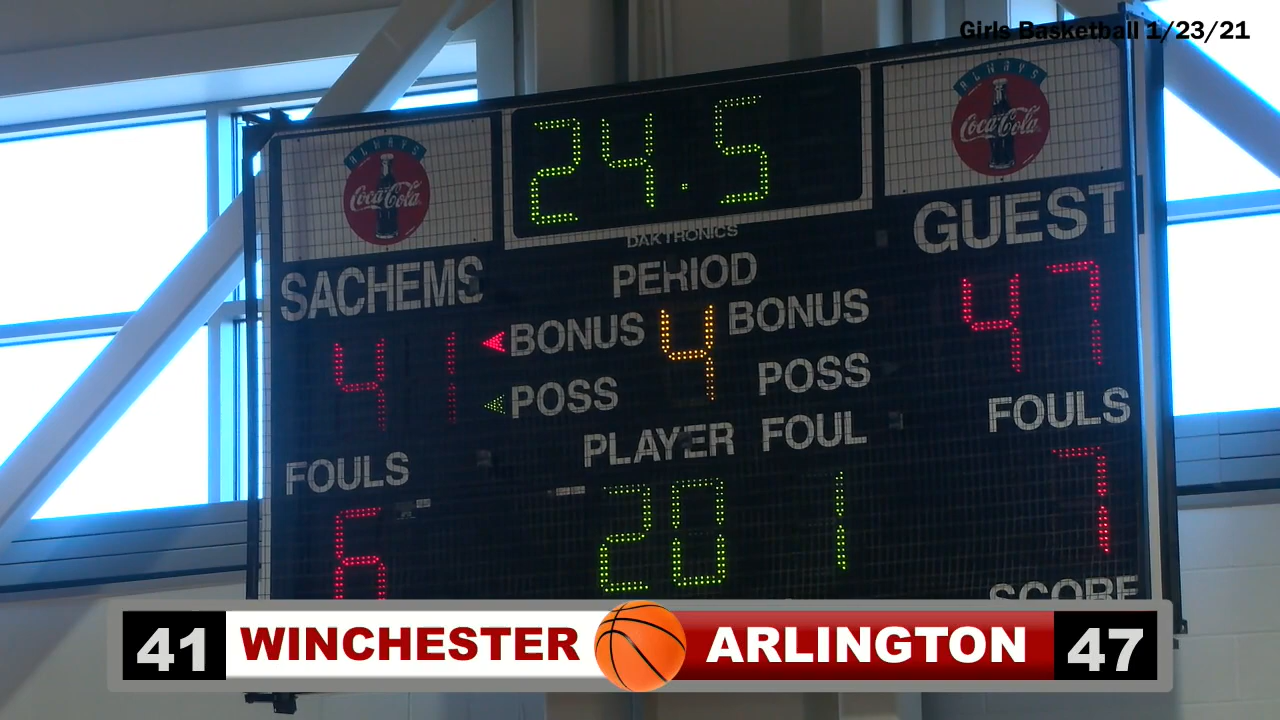 Girls Basketball 1/23/21
ALWAYS
Coca-Cola
24.5
ALWAYS
Coca-Cola
DAKTRONICS
SACHEMS
PERIOD
GUEST
41
BONUS
4
BONUS
47
POSS
POSS
FOULS
PLAYER FOUL
FOULS
6
20 1
7
SCORE
41 WINCHESTER ARLINGTON 47